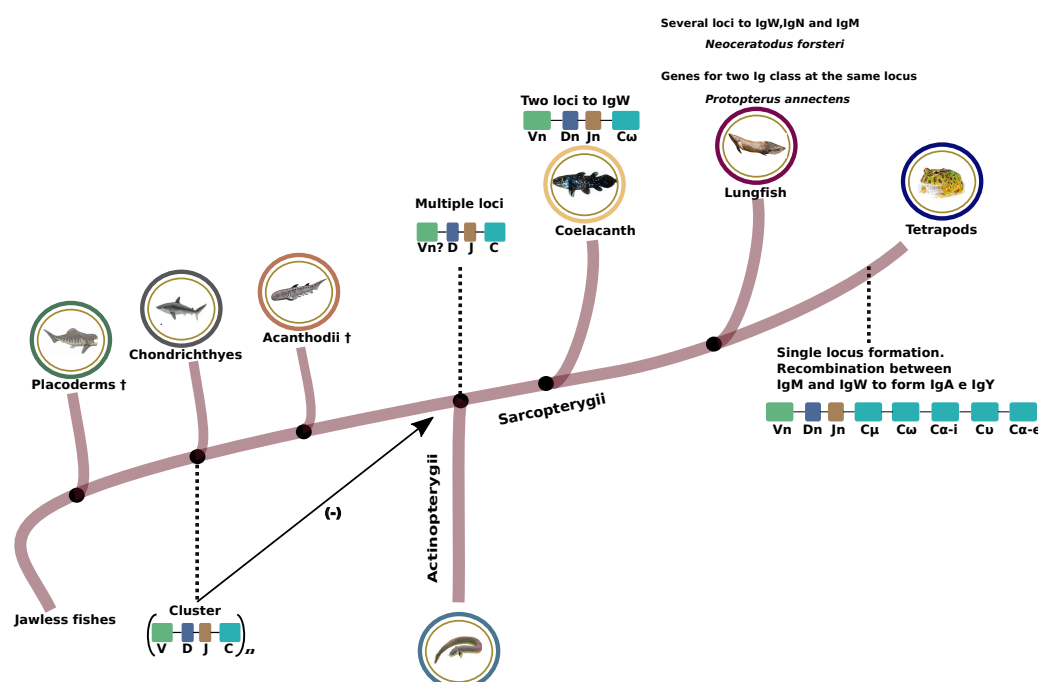 Several loci to IgW,IgN and IgM
Neoceratodus forsteri
Genes for two Ig class at the same locus
Protopterus annectens
Two loci to IgW
Vn Dn Jn Cω
Lungfish
Multiple loci
Vn? D J C
Coelacanth
Tetrapods
Acanthodii †
Chondrichthyes
Placoderms †
Single locus formation.
Recombination between
IgM and IgW to form IgA e IgY
Vn Dn Jn Cμ Cω Cα-i Cυ Cα-e
Sarcopterygii
Actinopterygii
(-)
Jawless fishes
Cluster
V D J C n